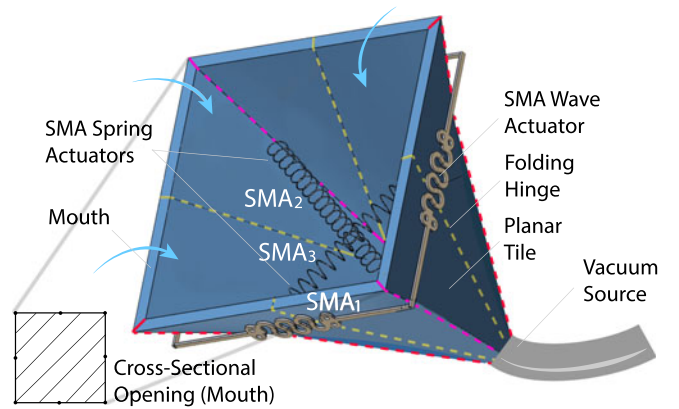 SMA Spring
Actuators
SMA₂
SMA₃
SMA₁
Mouth
SMA Wave
Actuator
Folding
Hinge
Planar
Tile
Vacuum
Source
Cross-Sectional
Opening (Mouth)